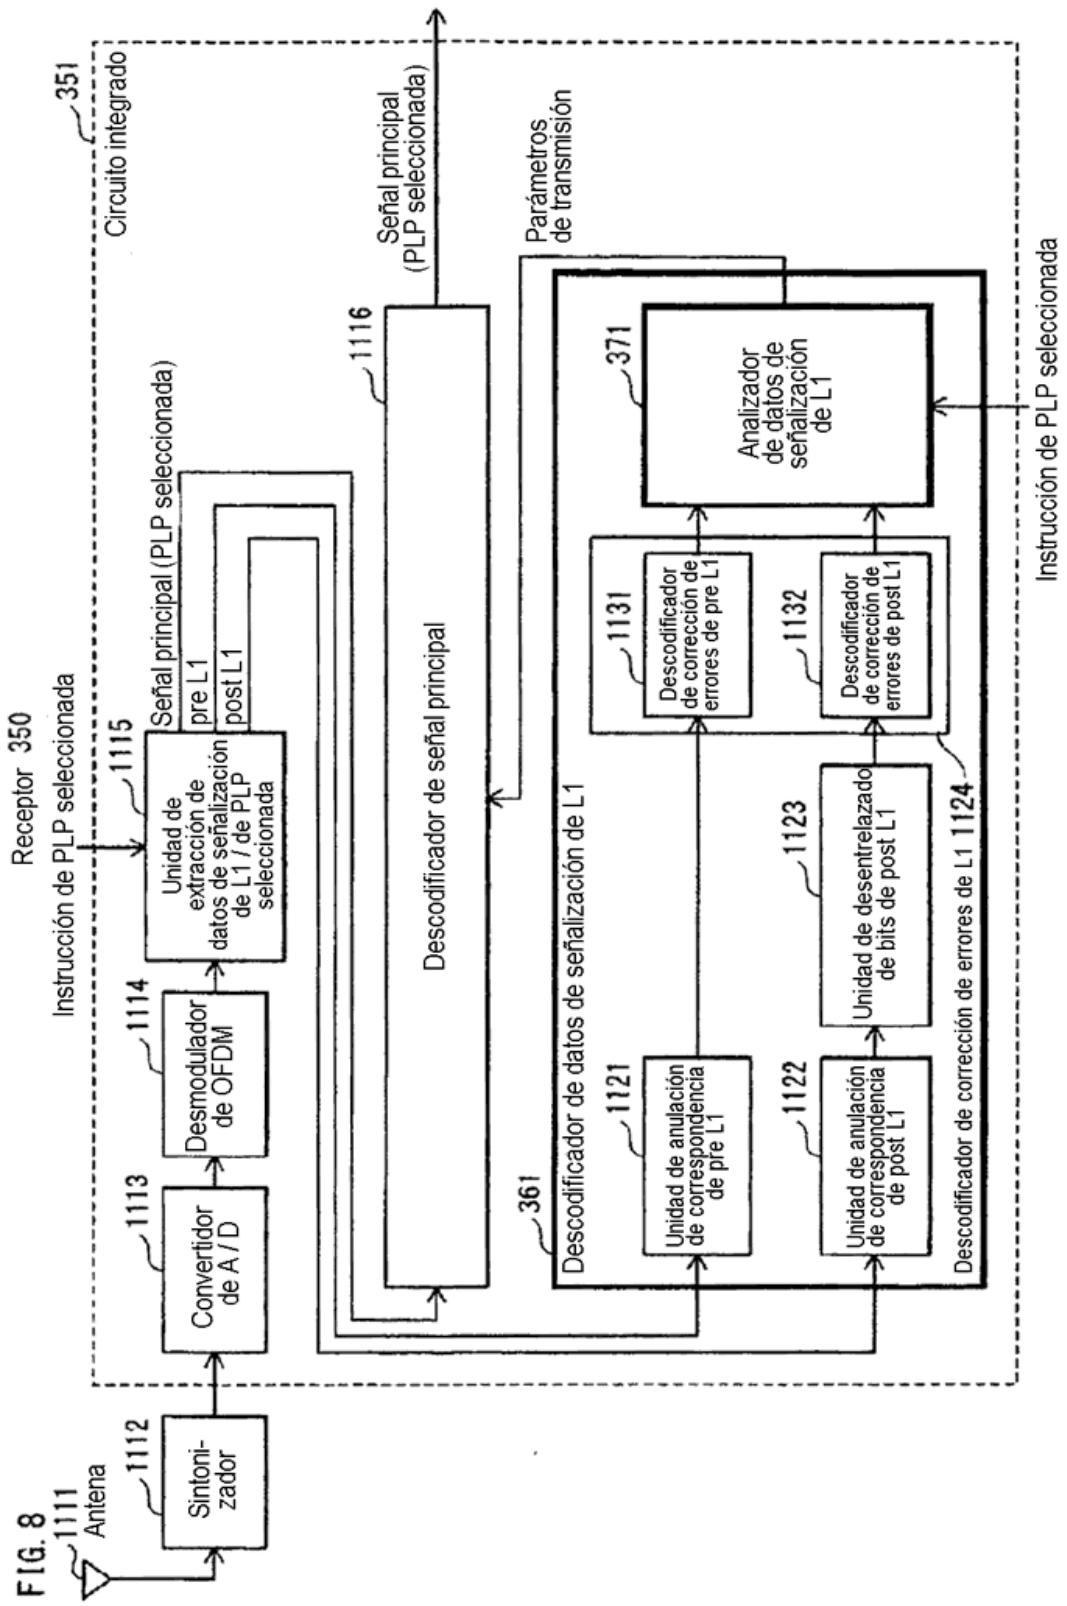 FIG. 8
Receptor 350
1111
Antena
1112
Sintoni-
zador
351
Circuito integrado
1113
Convertidor
de A / D
1114
Desmodulador
de OFDM
Instrucción de PLP seleccionada
1115
Unidad de
extracción de
datos de señalización
de L1 / de PLP
seleccionada
Señal principal (PLP seleccionada)
pre L1
post L1
1116
Descodificador de señal principal
Señal principal
(PLP seleccionada)
Parámetros
de transmisión
361
Descodificador de datos de señalización de L1
1121
Unidad de anulación
de correspondencia
de pre L1
1131
Descodificador
de corrección de
errores de pre L1
371
Analizador
de datos de
señalización
de L1
1122
Unidad de anulación
de correspondencia
de post L1
1123
Unidad de desentrelazado
de bits de post L1
1132
Descodificador
de corrección de
errores de post L1
Descodificador de corrección de errores de L1 1124
Instrucción de PLP seleccionada